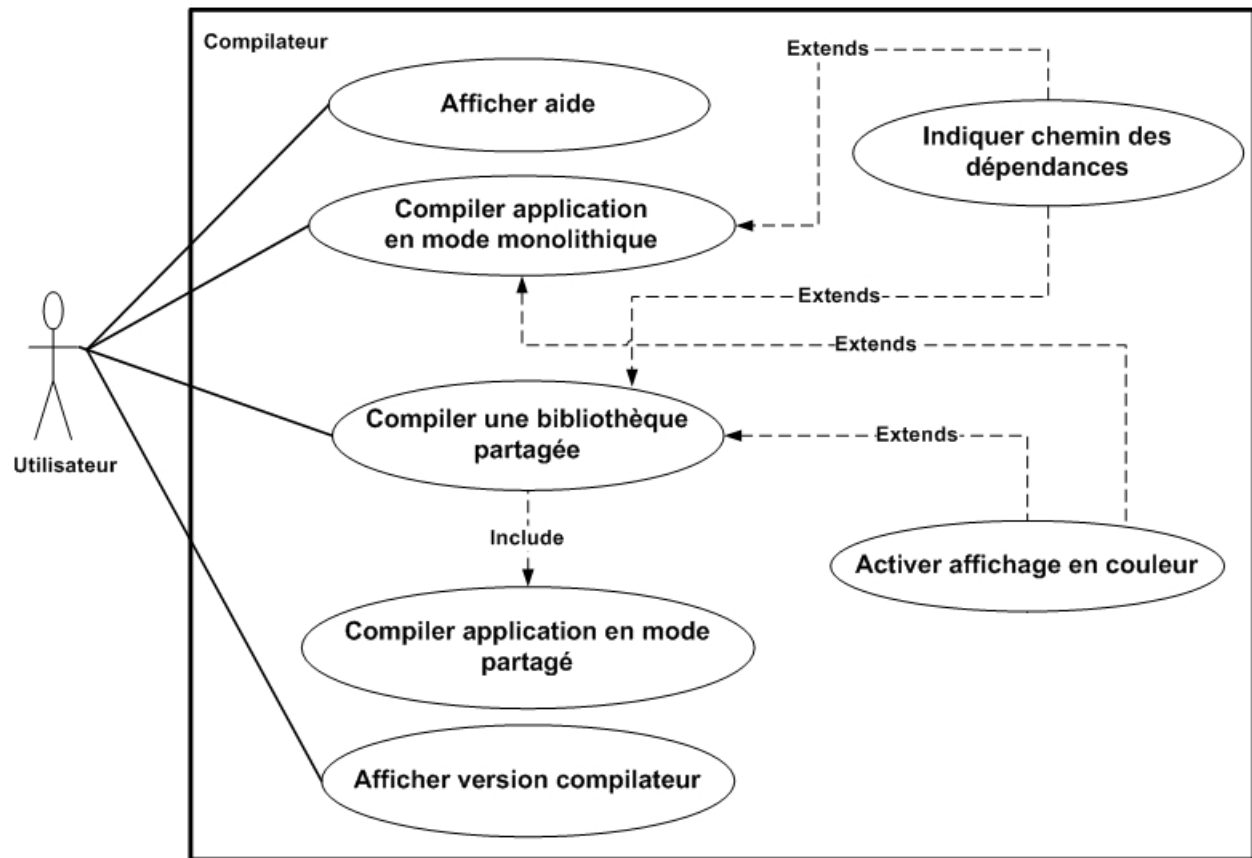 Compilateur
Extends
Afficher aide
Indiquer chemin des
dépendances
Compiler application
en mode monolithique
Extends
Extends
Compiler une bibliothèque
partagée
Extends
Utilisateur
Include
Activer affichage en couleur
Compiler application en mode
partagé
Afficher version compilateur